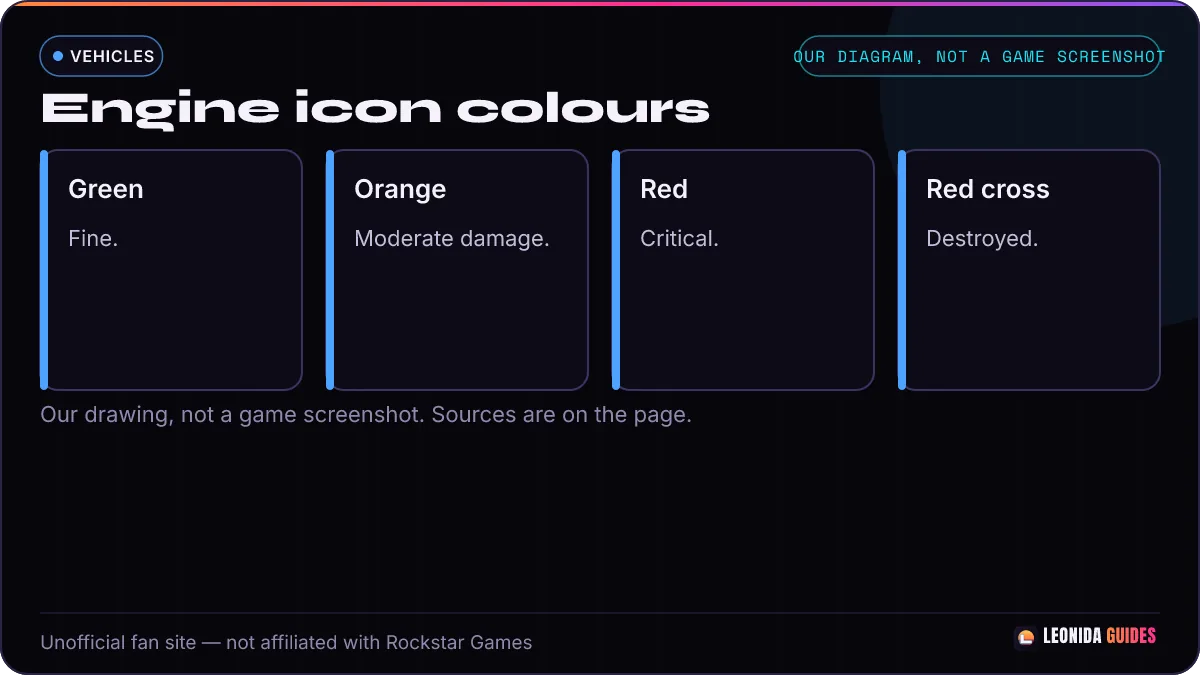 VEHICLES
OUR DIAGRAM, NOT A GAME SCREENSHOT
Engine icon colours
Green
Fine.
Orange
Moderate damage.
Red
Critical.
Red cross
Destroyed.
Our drawing, not a game screenshot. Sources are on the page.
Unofficial fan site — not affiliated with Rockstar Games
LEONIDA GUIDES